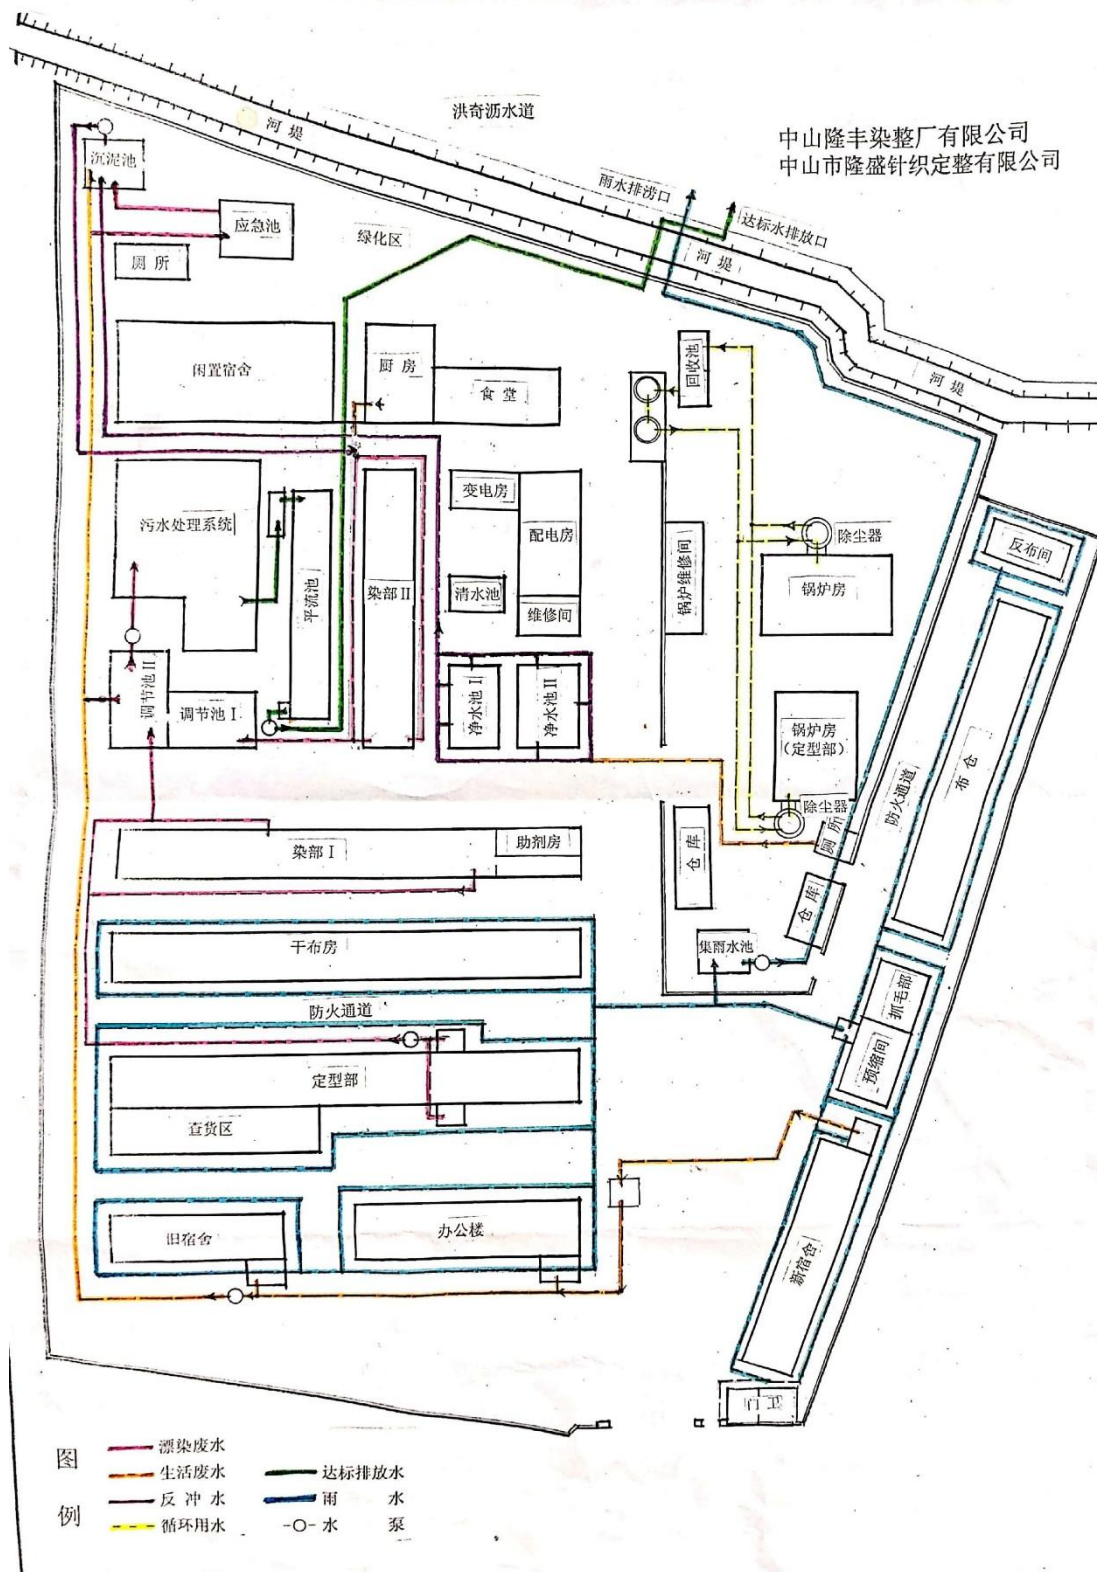 洪奇沥水道
中山隆丰染整厂有限公司
中山市隆盛针织定整有限公司
河堤
沉泥池
雨水排涝口
达标水排放口
应急池
绿化区
河堤
厕所
闲置宿舍
厨房
食堂
回收池
河堤
污水处理系统
变电房
配电房
除尘器
反布间
平流池
染部II
清水池
维修间
锅炉维修间
锅炉房
调节池II
调节池I
净水池I
净水池II
锅炉房
(定型部)
布仓
防火通道
除尘器
染部I
助剂房
仓库
厕所
仓库
干布房
集雨水池
抓毛部
防火通道
预缩间
定型部
查货区
旧宿舍
办公楼
新宿舍
门卫
图例
漂染废水
生活废水
达标排放水
反冲水
雨水
循环用水
水泵